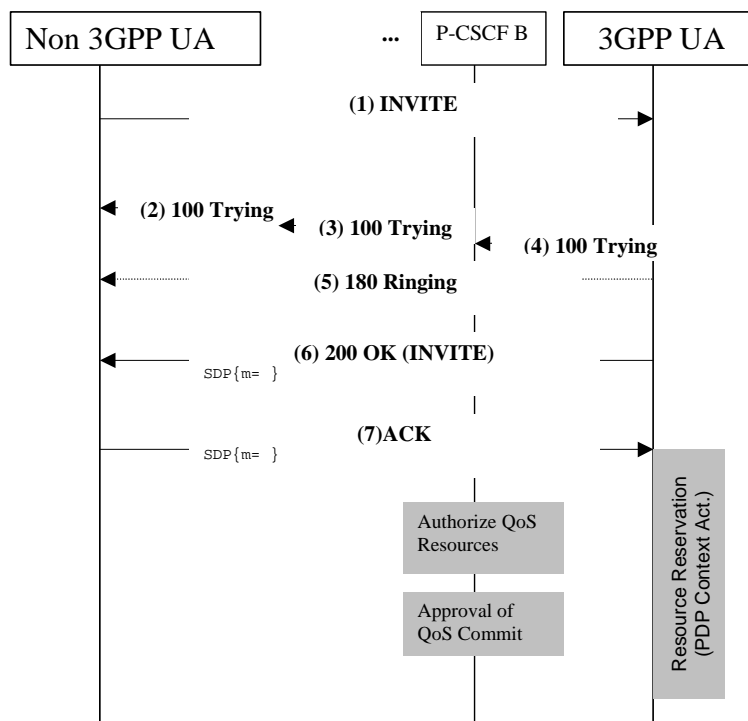 Non 3GPP UA
...
P-CSCF B
3GPP UA
(1) INVITE
(2) 100 Trying
(3) 100 Trying
(4) 100 Trying
(5) 180 Ringing
(6) 200 OK (INVITE)
SDP{m= }
(7)ACK
SDP{m= }
Authorize QoS
Resources
Approval of
QoS Commit
Resource Reservation
(PDP Context Act.)